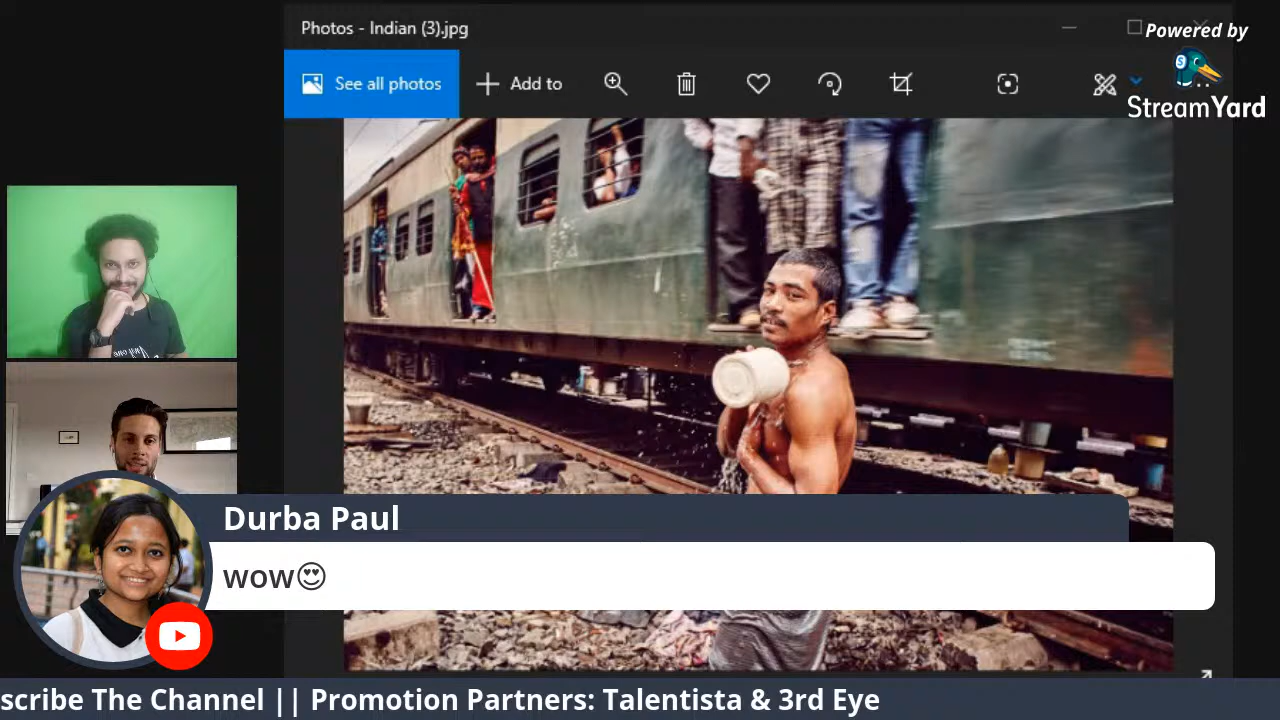 Photos - Indian (3).jpg
Powered by
See all photos
Add to
StreamYard
Durba Paul
wow😍
scribe The Channel || Promotion Partners: Talentista & 3rd Eye